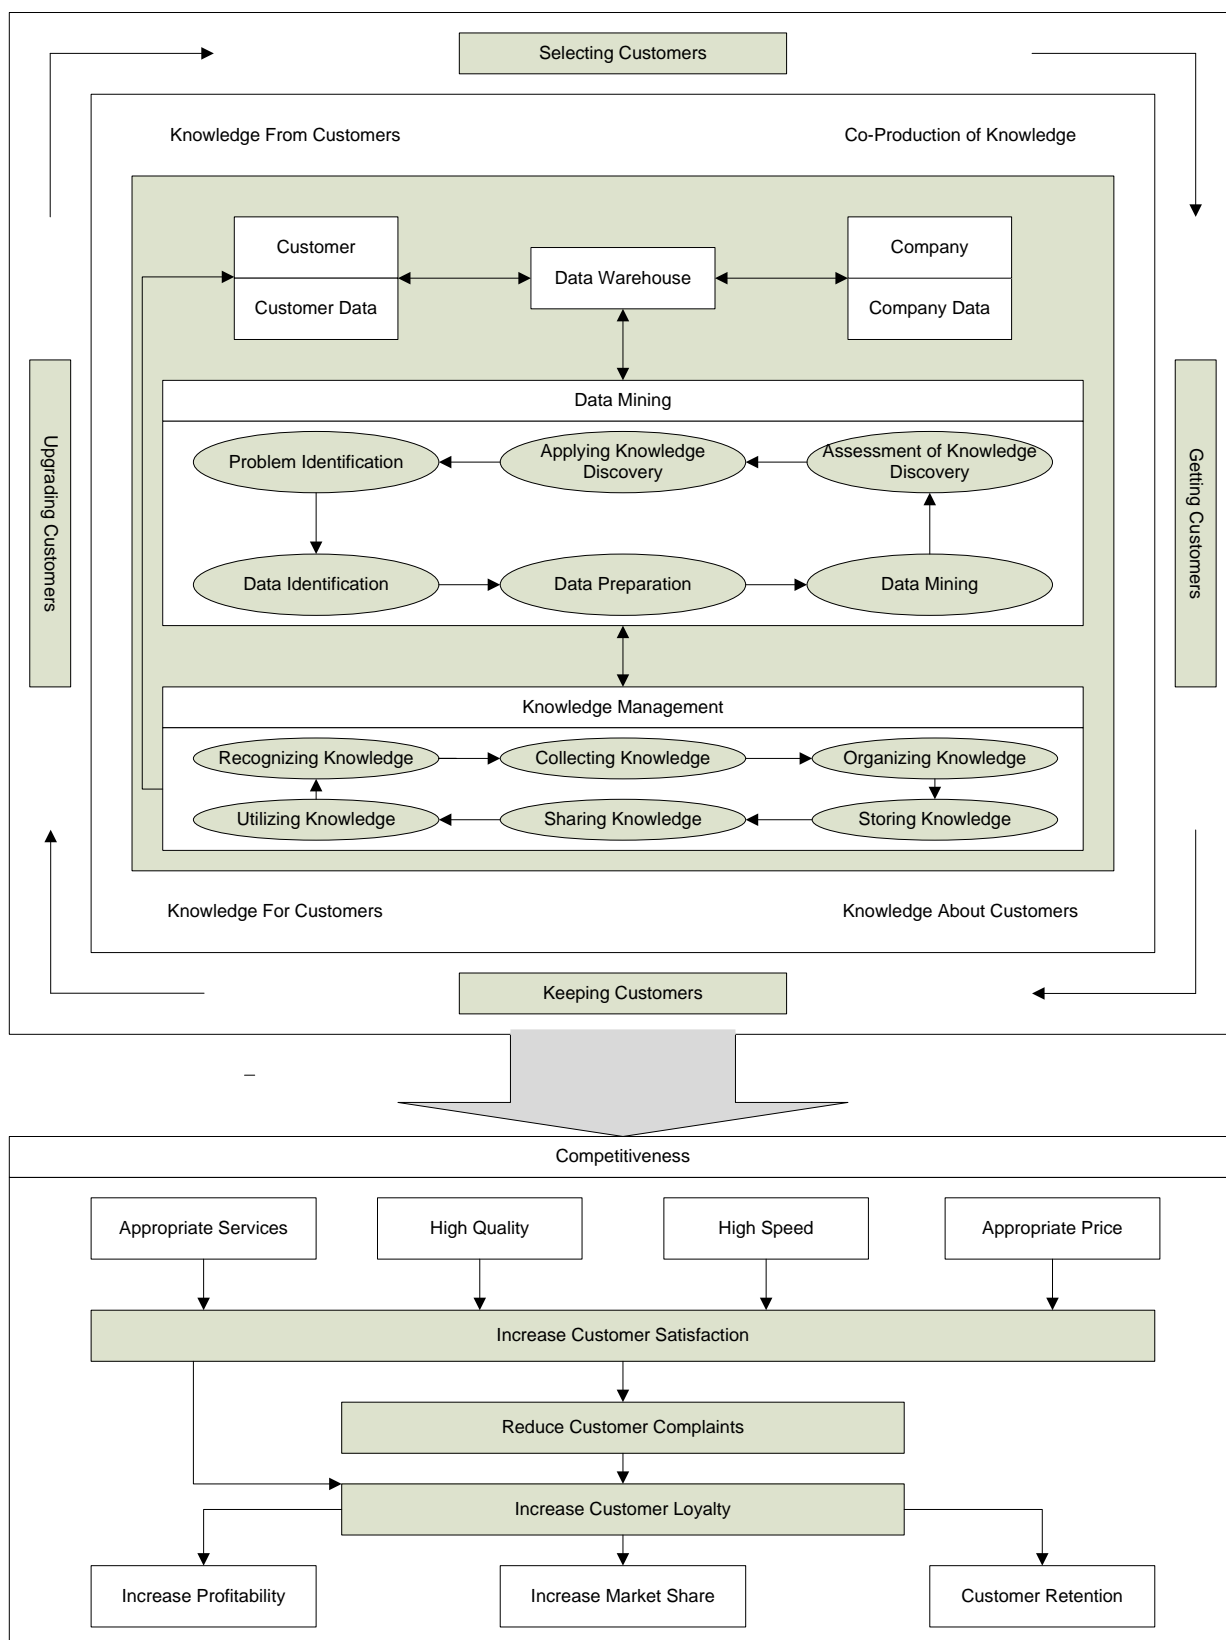 Selecting Customers
Knowledge From Customers
Co-Production of Knowledge
Customer
Customer Data
Data Warehouse
Company
Company Data
Upgrading Customers
Getting Customers
Data Mining
Problem Identification
Applying Knowledge
Discovery
Assessment of Knowledge
Discovery
Data Identification
Data Preparation
Data Mining
Knowledge Management
Recognizing Knowledge
Collecting Knowledge
Organizing Knowledge
Utilizing Knowledge
Sharing Knowledge
Storing Knowledge
Knowledge For Customers
Knowledge About Customers
Keeping Customers
Competitiveness
Appropriate Services
High Quality
High Speed
Appropriate Price
Increase Customer Satisfaction
Reduce Customer Complaints
Increase Customer Loyalty
Increase Profitability
Increase Market Share
Customer Retention